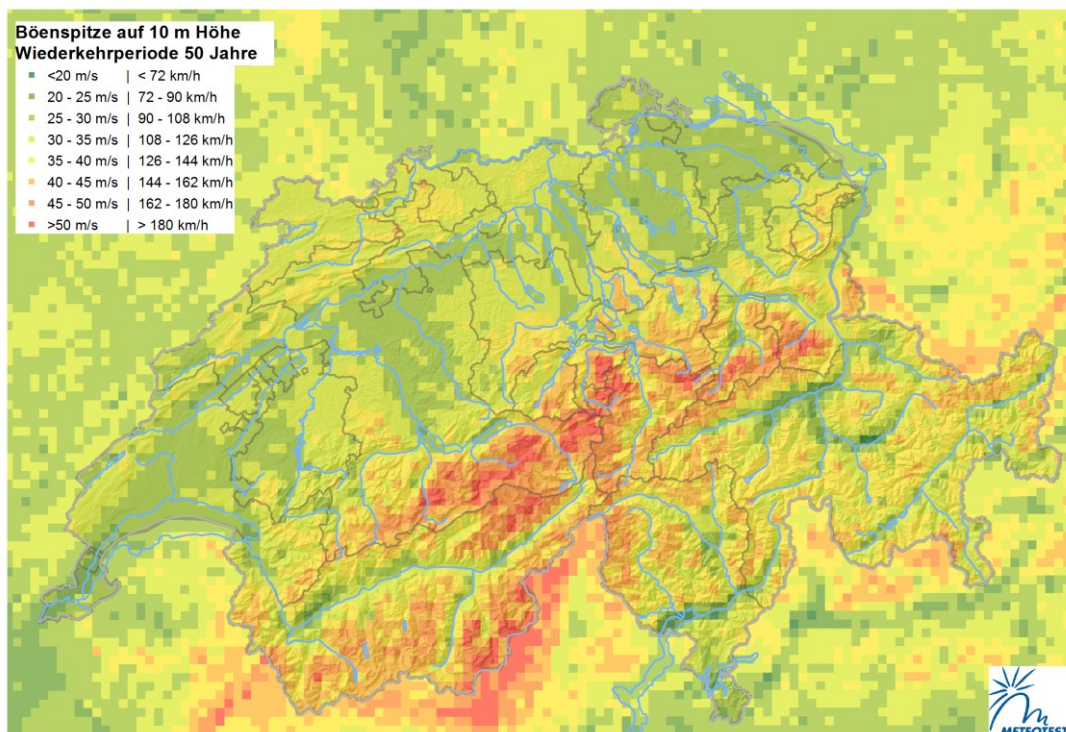 Böenspitze auf 10 m Höhe
Wiederkehrperiode 50 Jahre
<20 m/s | < 72 km/h
20 - 25 m/s | 72 - 90 km/h
25 - 30 m/s | 90 - 108 km/h
30 - 35 m/s | 108 - 126 km/h
35 - 40 m/s | 126 - 144 km/h
40 - 45 m/s | 144 - 162 km/h
45 - 50 m/s | 162 - 180 km/h
>50 m/s | > 180 km/h
METEOTEST